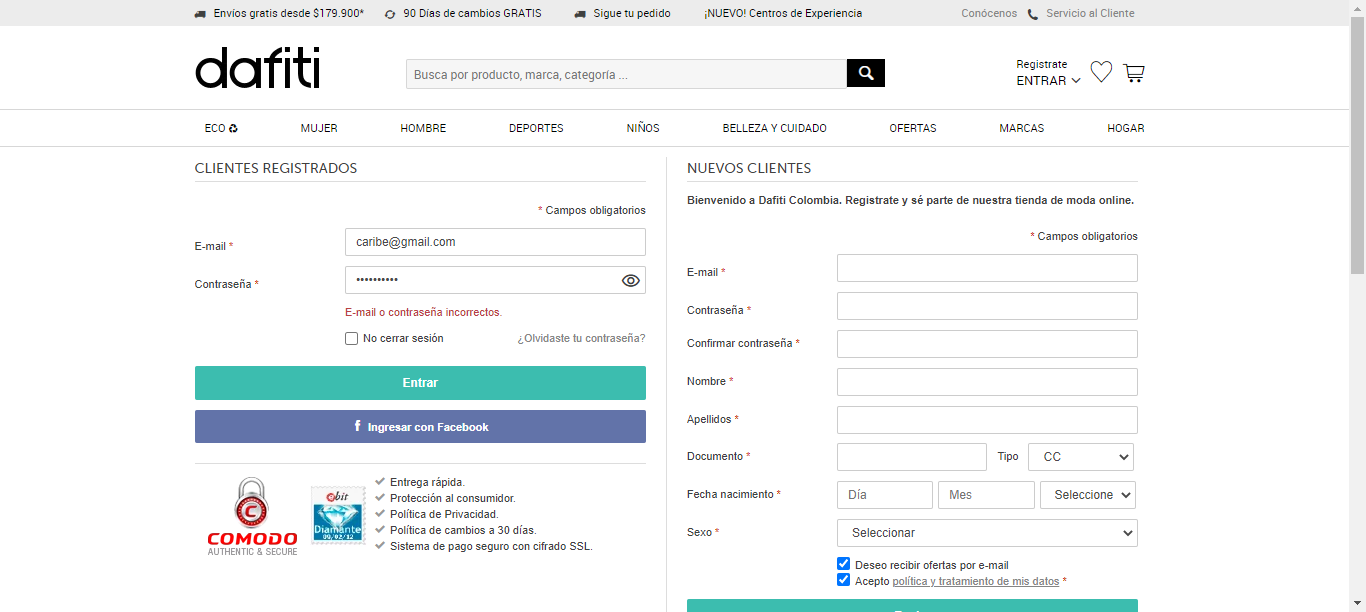 Envíos gratis desde $179.900* 90 Días de cambios GRATIS Sigue tu pedido ¡NUEVO! Centros de Experiencia Conócenos Servicio al Cliente
dafiti
Busca por producto, marca, categoría ...
Registrate
ENTRAR
ECO MUJER HOMBRE DEPORTES NIÑOS BELLEZA Y CUIDADO OFERTAS MARCAS HOGAR
CLIENTES REGISTRADOS
* Campos obligatorios
E-mail * caribe@gmail.com
Contraseña * ••••••••••
E-mail o contraseña incorrectos.
No cerrar sesión ¿Olvidaste tu contraseña?
Entrar
f Ingresar con Facebook
COMODO
AUTHENTIC & SECURE
ebit
Diamante
99/02/12
Entrega rápida.
Protección al consumidor.
Política de Privacidad.
Política de cambios a 30 días.
Sistema de pago seguro con cifrado SSL.
NUEVOS CLIENTES
Bienvenido a Dafiti Colombia. Registrate y sé parte de nuestra tienda de moda online.
* Campos obligatorios
E-mail *
Contraseña *
Confirmar contraseña *
Nombre *
Apellidos *
Documento * Tipo CC
Fecha nacimiento * Día Mes Seleccione
Sexo * Seleccionar
Deseo recibir ofertas por e-mail
Acepto política y tratamiento de mis datos *